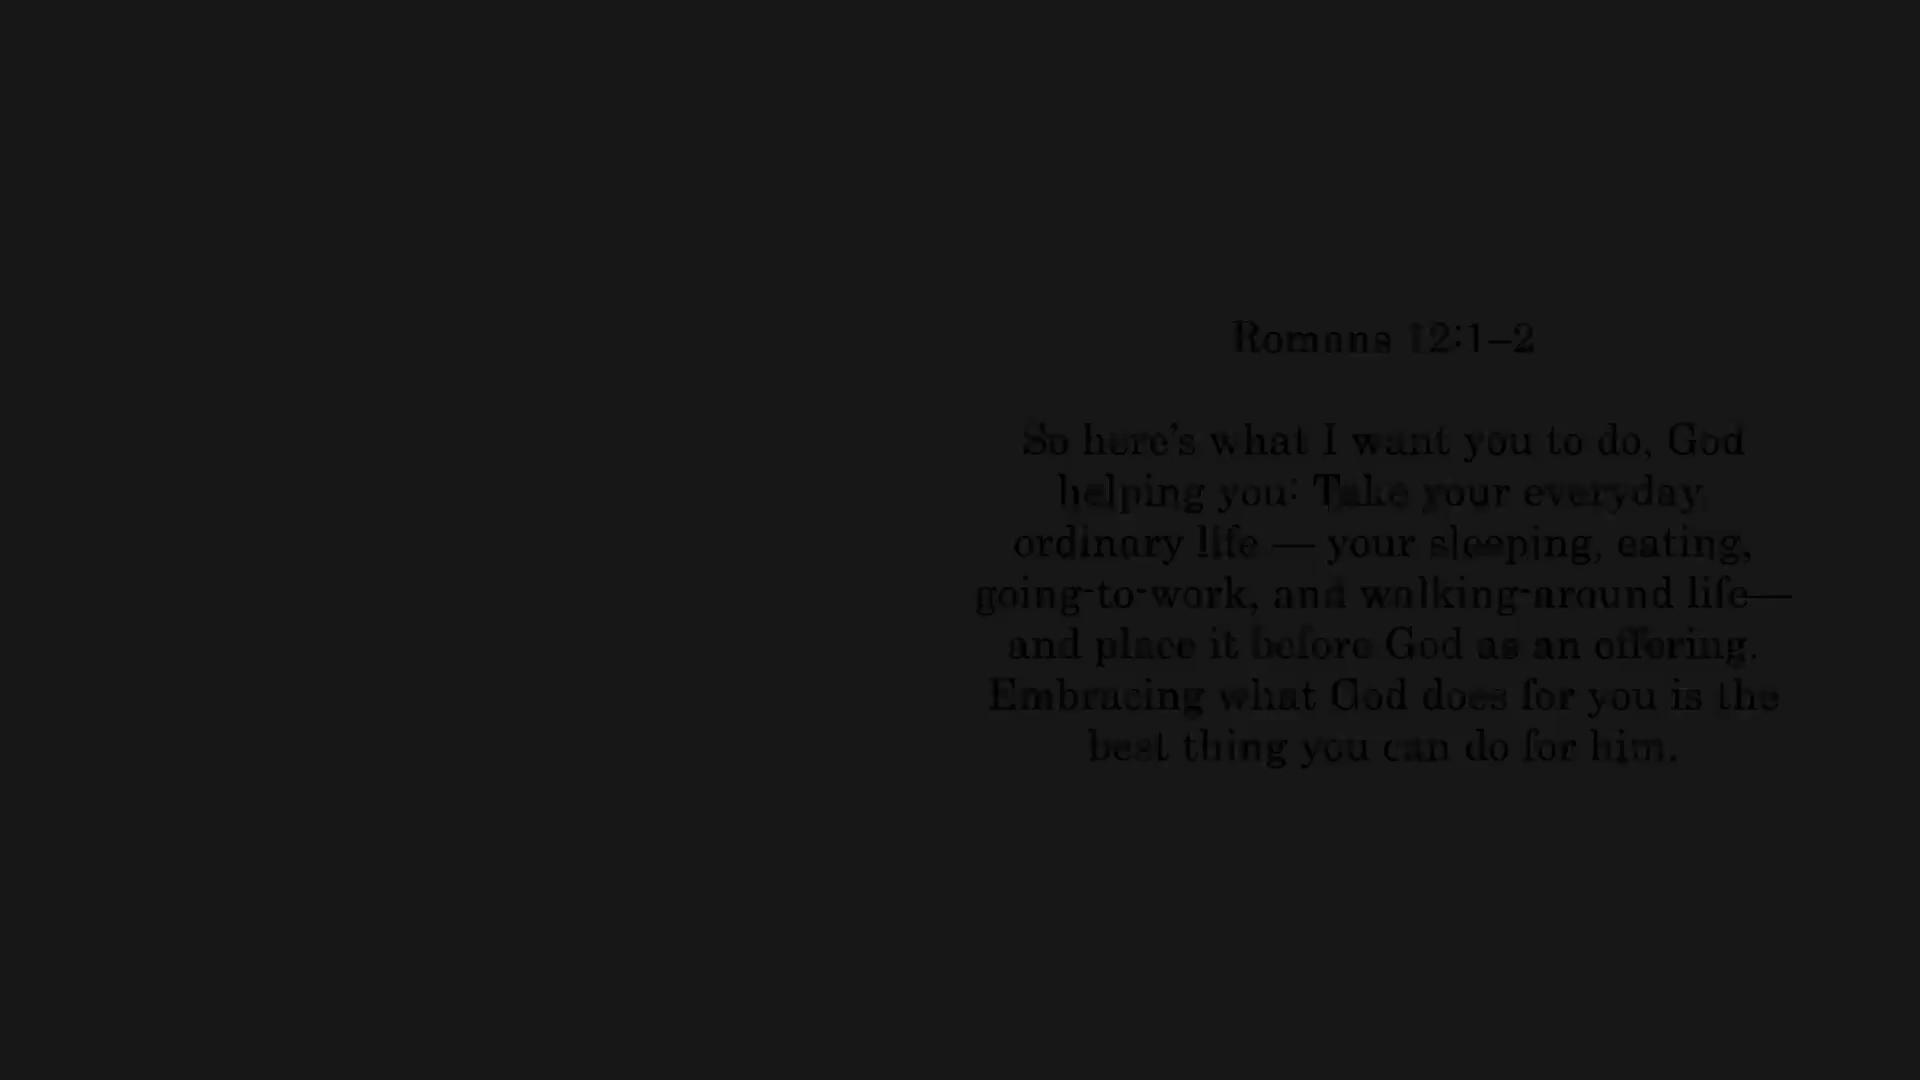 Romans 12:1–2
So here's what I want you to do, God
helping you: Take your everyday,
ordinary life — your sleeping, eating,
going-to-work, and walking-around life—
and place it before God as an offering.
Embracing what God does for you is the
best thing you can do for him.